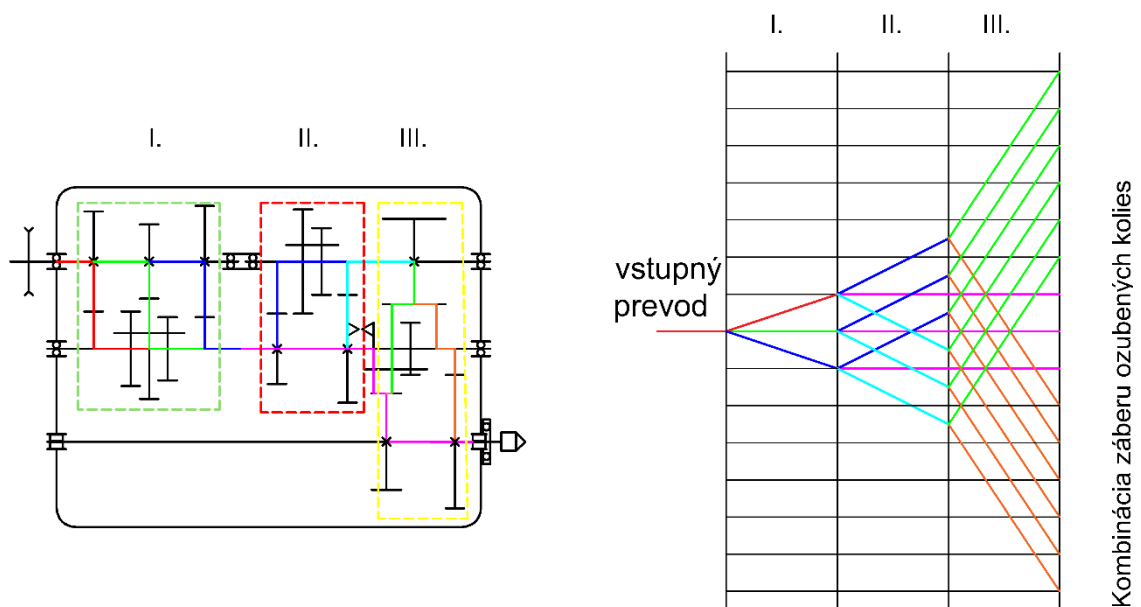 I.
II.
III.
I.
II.
III.
vstupný
prevod
Kombinácia záberu ozubených kolies